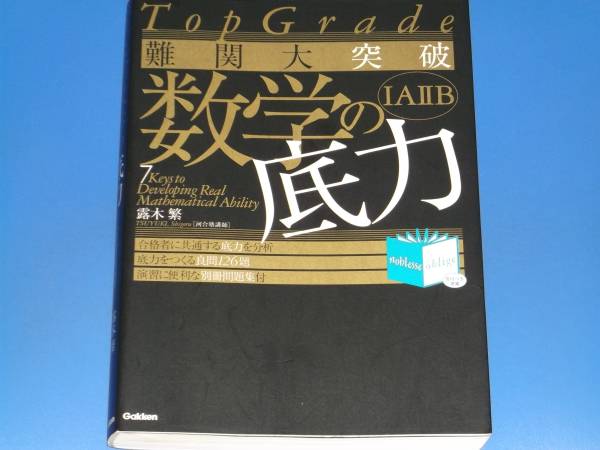 TopGrade
難関大突破
数学の
IAIIB
底力
7 Keys to
Developing Real
Mathematical Ability
露木 繁
TSUYUKI, Shigeru [河合塾講師]
合格者に共通する底力を分析
底力をつくる良問126題
演習に便利な別冊問題集付
noblesse oblige
Gakken